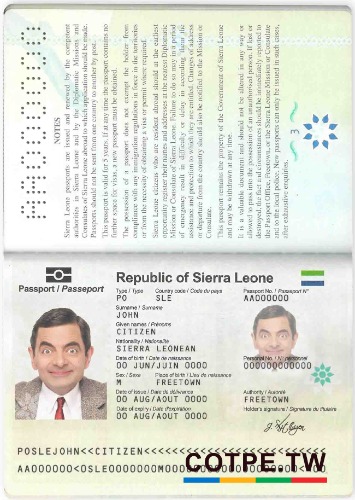 AA000000
NOTES
Sierra Leone passports are issued and renewed by the competent
authorities in Sierra Leone and by the Diplomatic Missions and
Consulates of Sierra Leone to which applications should be made.
Passports should not be sent from one country to another by post.
This passport is valid for 5 years. If at any time the passport contains no
further space for visas, a new passport must be obtained.
The possession of a passport does not exempt the holder from
compliance with any immigration regulations in force in the territories
or from the necessity of obtaining a visa or permit where required.
Sierra Leone citizens who are resident abroad should at the earliest
opportunity register their names and addresses at the nearest Diplomatic
Mission or Consulate of Sierra Leone. Failure to do so may in a period
of emergency result in difficulty or delay in according them the
assistance and protection to which they are entitled. Changes of address
or departure from the country should also be notified to the Mission or
Consulate.
This passport remains the property of the Government of Sierra Leone
and may be withdrawn at any time.
It is a valuable document and should not be altered in any way or
allowed to pass into the possession of an unauthorised person. If lost or
destroyed, the fact and circumstances should be immediately reported to
the Passport Office, Freetown, or the Sierra Leone Mission or Consulate
and to the local police. New passports can only be issued in such cases,
after exhaustive enquiries.
3
Republic of Sierra Leone
Passport / Passeport
Type / Type Country code / Code du pays Passport No. / Passeport N°
PO SLE AA000000
Surname / Surname
JOHN
Given names / Prénoms
CITIZEN
Nationality / Nationalité
SIERRA LEONEAN
Date of birth / Date de naissance Personal No. / N° personnel
00 JUN/JUIN 0000 000000000000
Sex / Sexe Place of birth / Lieu de naissance
M FREETOWN
Date of issue / Date de délivrance Authority / Autorité
00 AUG/AOUT 0000 FREETOWN
Date of expiry / Date d'expiration Holder's signature / Signature du titulaire
00 AUG/AOUT 0000
POSLEJOHN<<CITIZEN<<<<<
GOTPE.TW